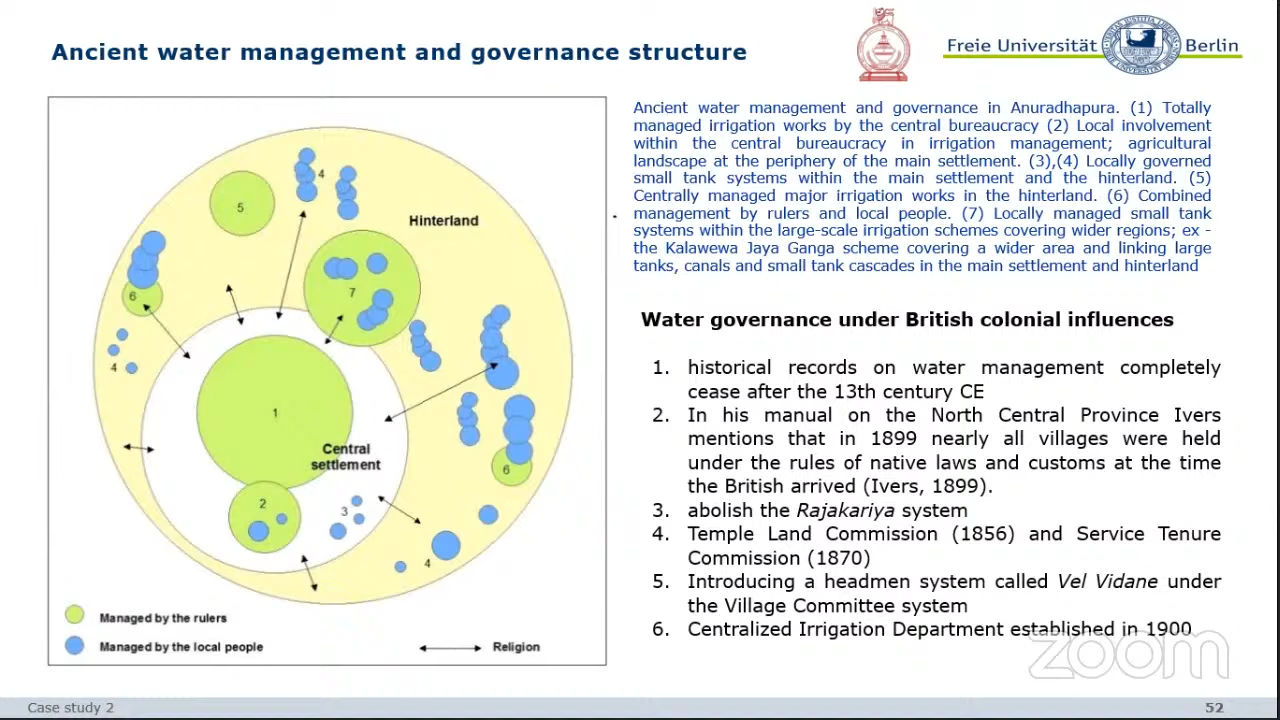 Ancient water management and governance structure
Freie Universität Berlin
5
4
Hinterland
7
6
4
1
Central
settlement
6
2
3
4
Managed by the rulers
Managed by the local people
Religion
Ancient water management and governance in Anuradhapura. (1) Totally
managed irrigation works by the central bureaucracy (2) Local involvement
within the central bureaucracy in irrigation management; agricultural
landscape at the periphery of the main settlement. (3),(4) Locally governed
small tank systems within the main settlement and the hinterland. (5)
Centrally managed major irrigation works in the hinterland. (6) Combined
management by rulers and local people. (7) Locally managed small tank
systems within the large-scale irrigation schemes covering wider regions; ex -
the Kalawewa Jaya Ganga scheme covering a wider area and linking large
tanks, canals and small tank cascades in the main settlement and hinterland
Water governance under British colonial influences
1. historical records on water management completely
cease after the 13th century CE
2. In his manual on the North Central Province Ivers
mentions that in 1899 nearly all villages were held
under the rules of native laws and customs at the time
the British arrived (Ivers, 1899).
3. abolish the Rajakariya system
4. Temple Land Commission (1856) and Service Tenure
Commission (1870)
5. Introducing a headmen system called Vel Vidane under
the Village Committee system
6. Centralized Irrigation Department established in 1900
zoom
Case study 2
52